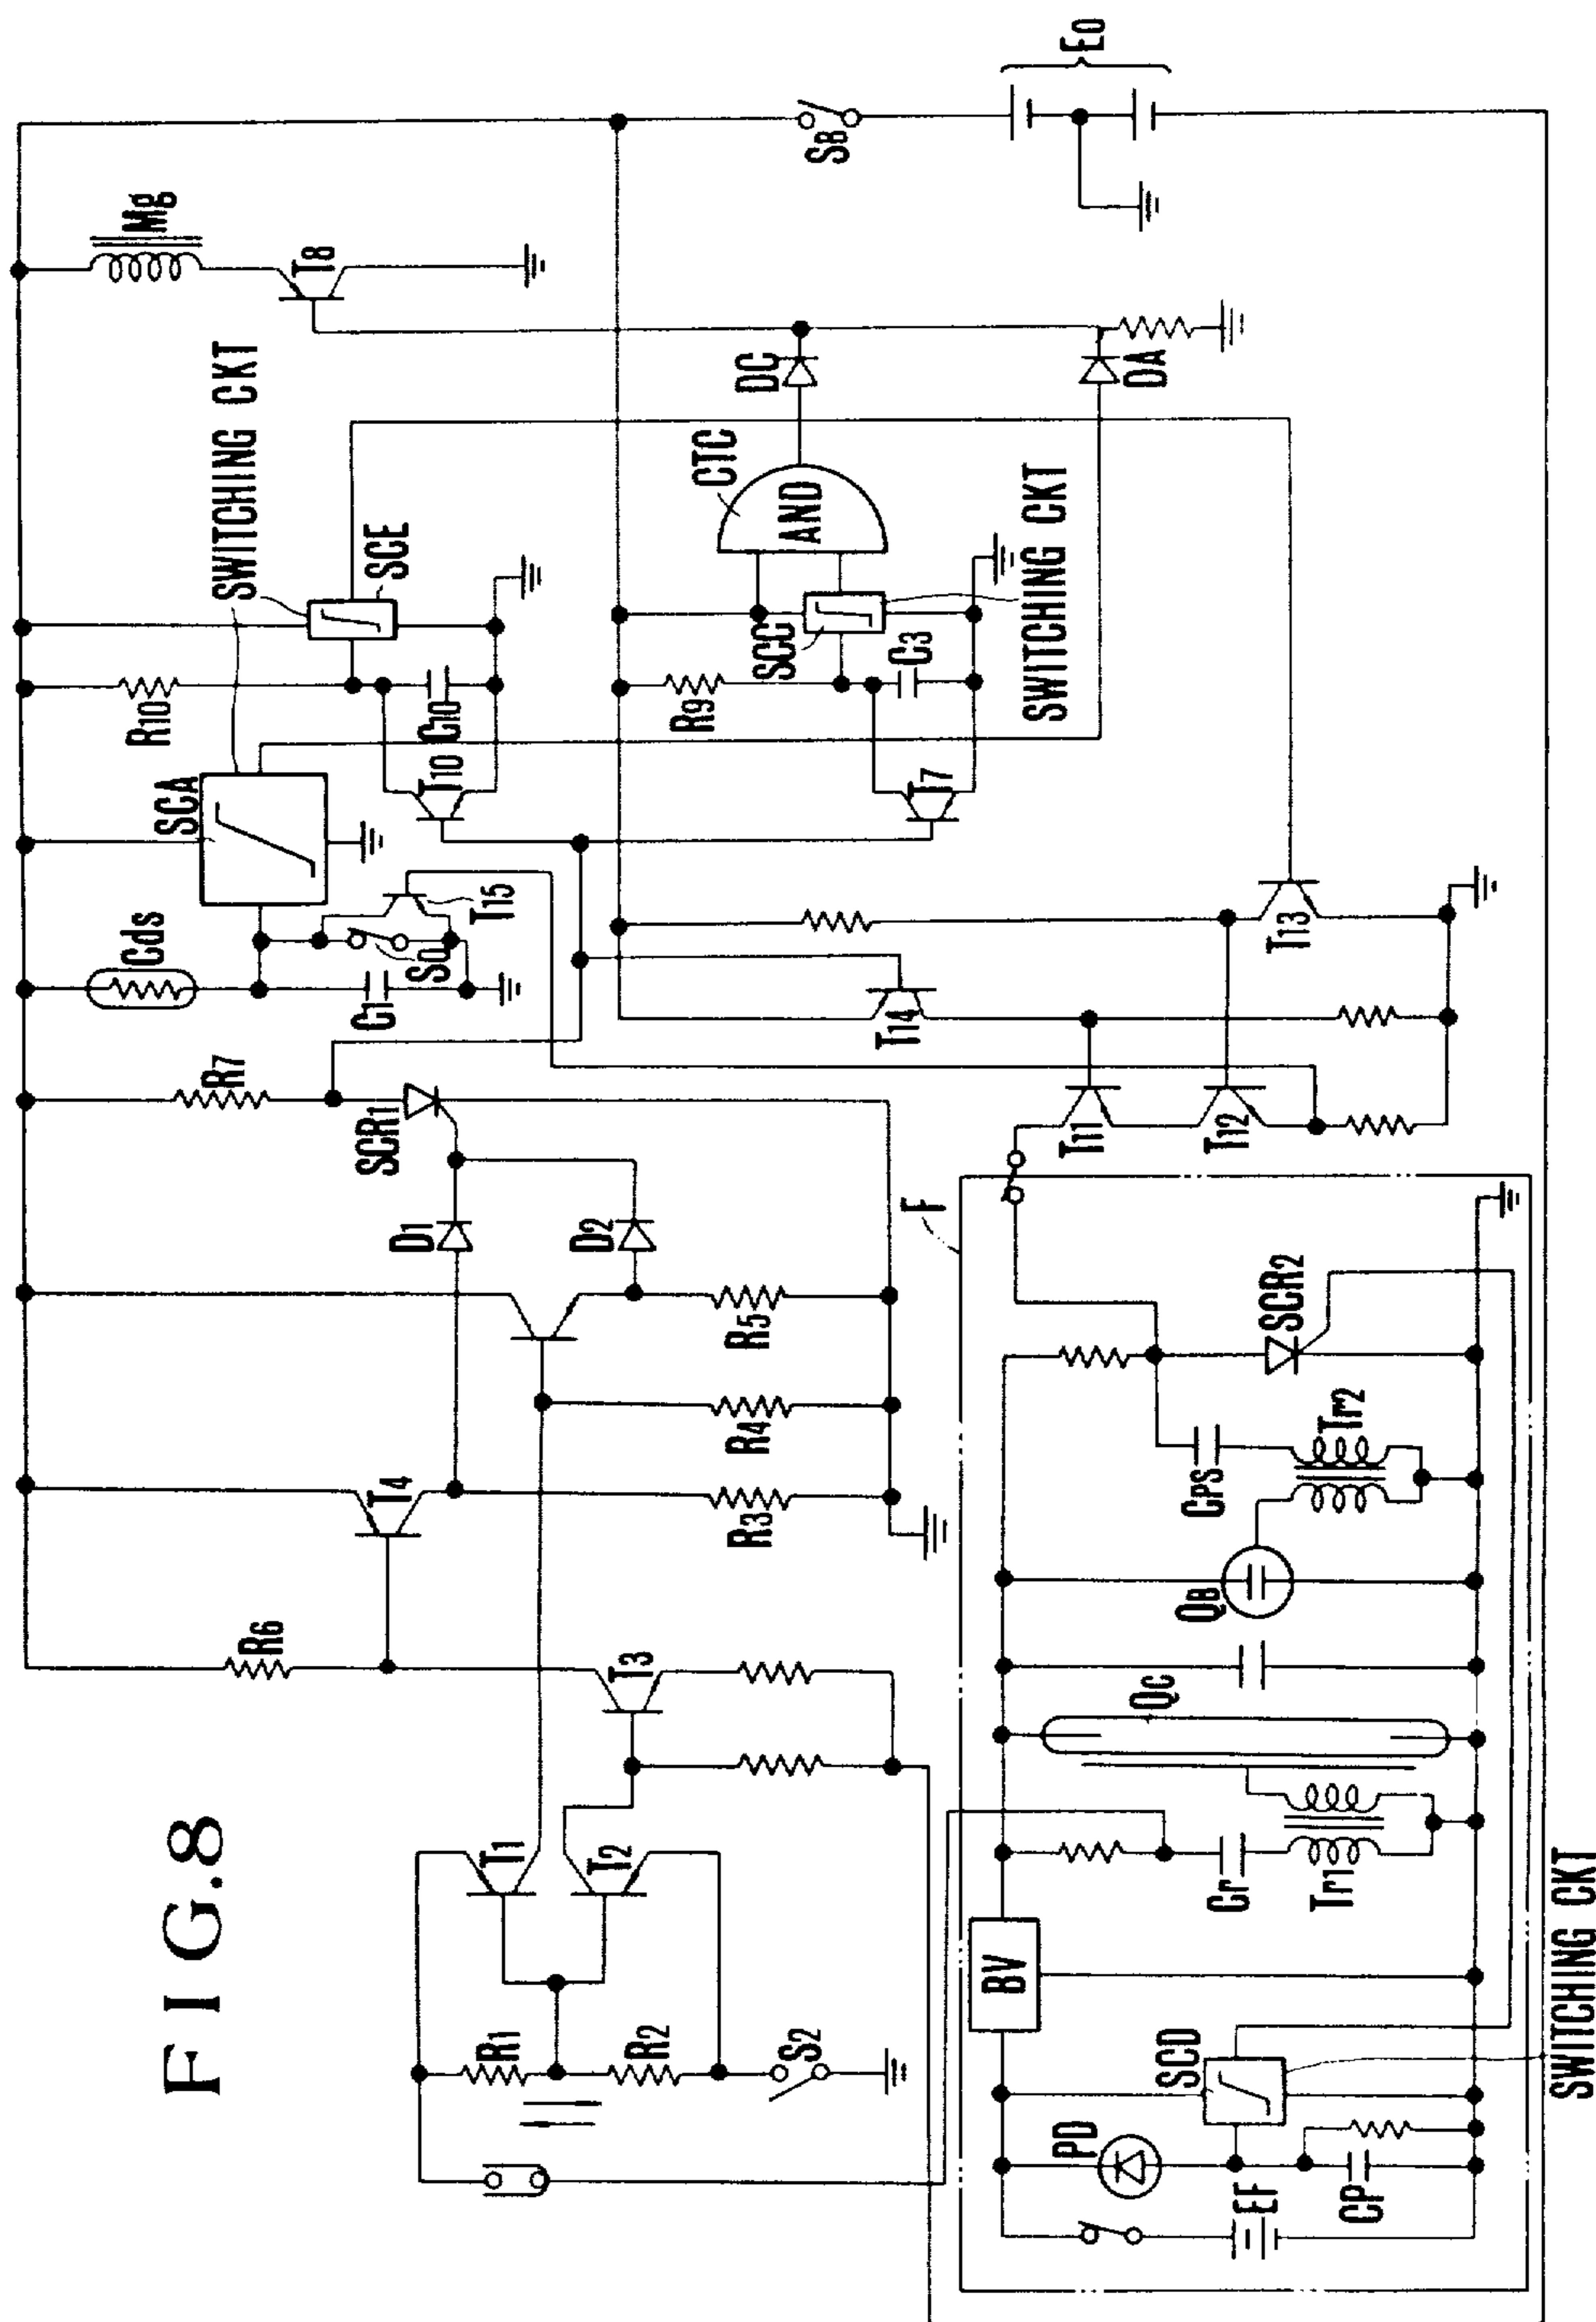 FIG.8
SWITCHING CKT
Mg
T8
SB
E0
SCA
SCE
R10
C10
T10
Cds
S0
T15
C1
R7
SCR1
D1
D2
R5
R4
R3
T4
R6
T3
T1
T2
R1
R2
S2
CTC
AND
DC
DA
SCC
R9
C3
T7
SWITCHING CKT
T14
T13
T11
T12
F
SCR2
Tr2
CPS
QB
QC
Cr
Tr1
BV
SCD
PD
EF
CP
SWITCHING CKT